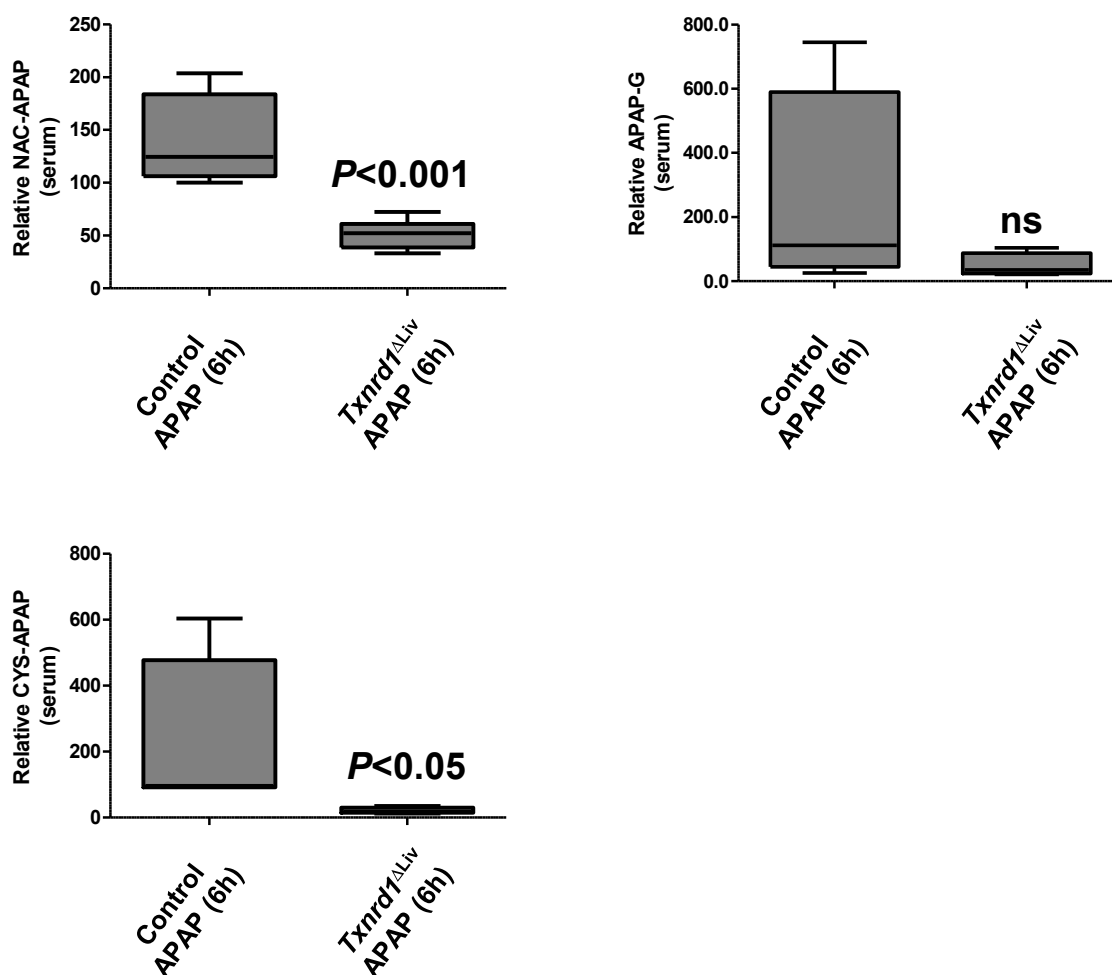 Relative NAC-APAP
(serum)
250
200
150
100
50
0
P<0.001
Control
APAP (6h)
Txnrd1ΔLiv
APAP (6h)
Relative APAP-G
(serum)
800.0
600.0
400.0
200.0
0.0
ns
Control
APAP (6h)
Txnrd1ΔLiv
APAP (6h)
Relative CYS-APAP
(serum)
800
600
400
200
0
P<0.05
Control
APAP (6h)
Txnrd1ΔLiv
APAP (6h)